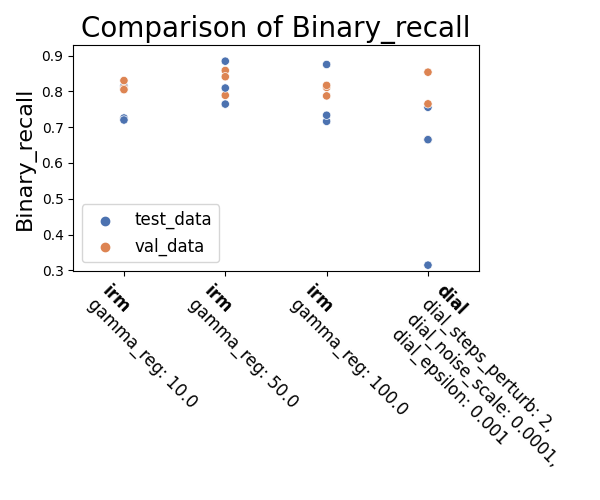 Comparison of Binary_recall
Binary_recall
0.9
0.8
0.7
0.6
0.5
0.4
0.3
test_data
val_data
irm
gamma_reg: 10.0
irm
gamma_reg: 50.0
irm
gamma_reg: 100.0
dial
dial_steps_perturb: 2,
dial_noise_scale: 0.0001,
dial_epsilon: 0.001